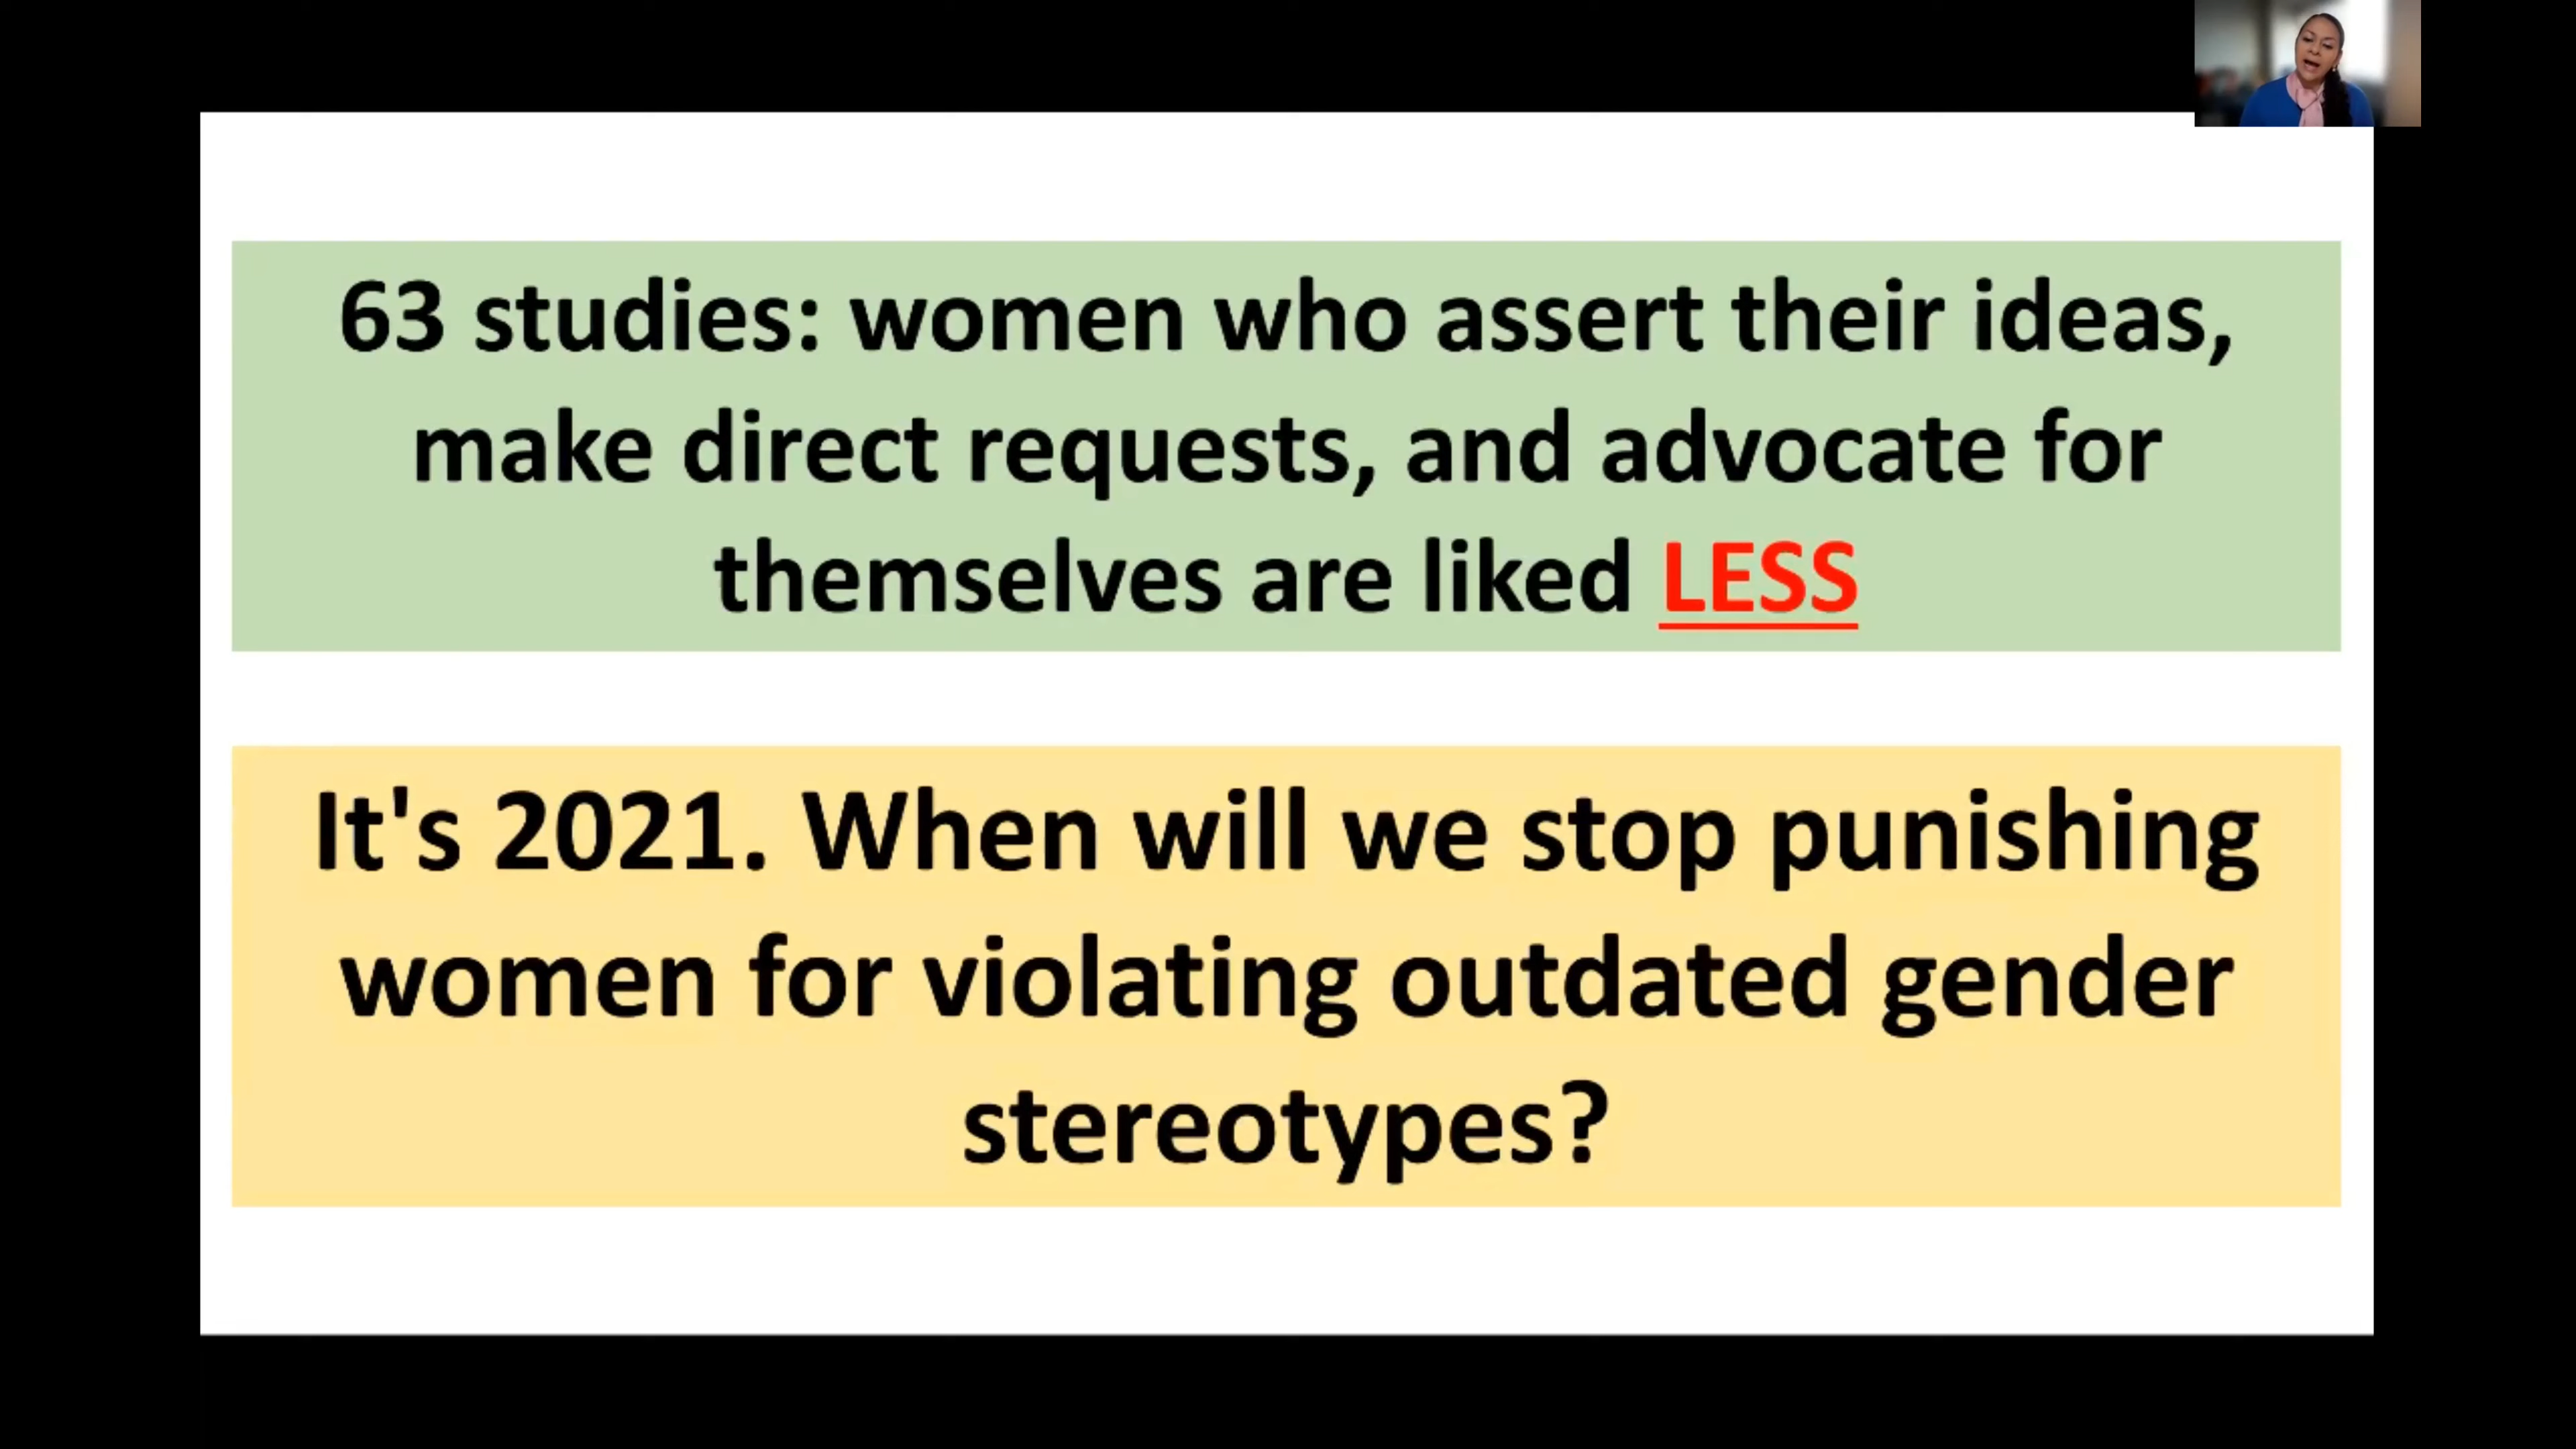 63 studies: women who assert their ideas,
make direct requests, and advocate for
themselves are liked LESS
It's 2021. When will we stop punishing
women for violating outdated gender
stereotypes?